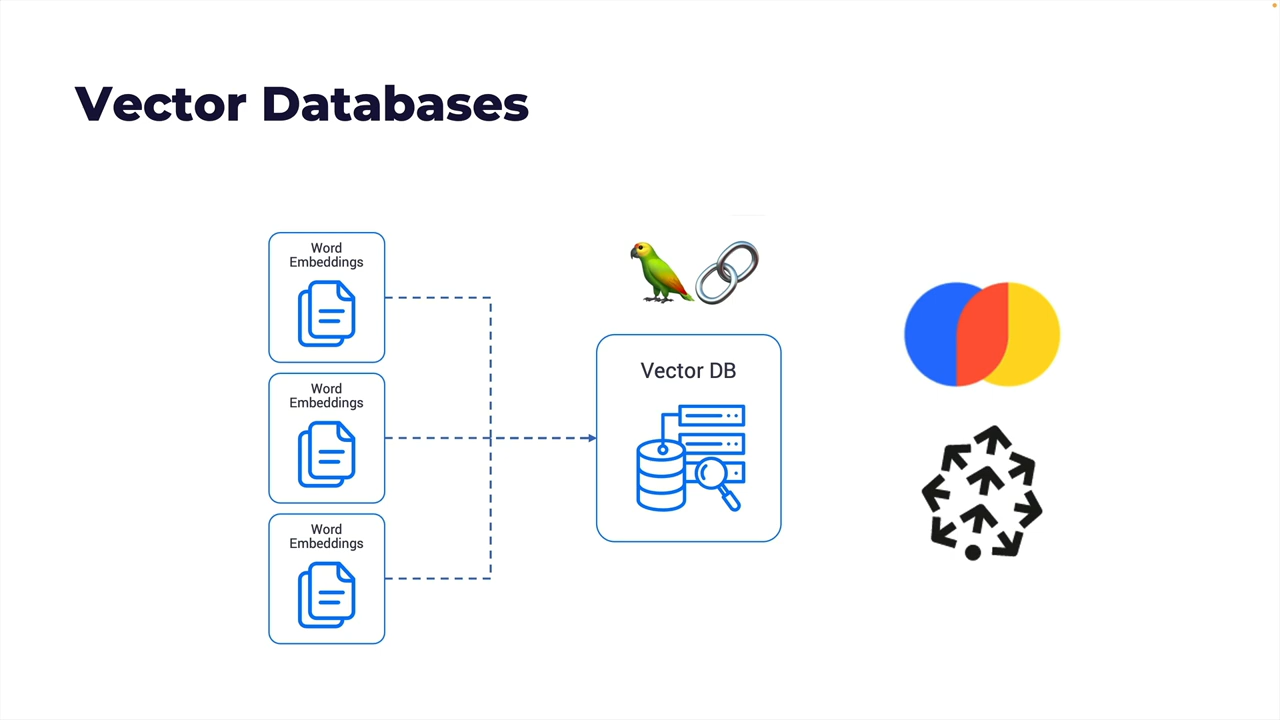 Vector Databases
Word
Embeddings
Word
Embeddings
Word
Embeddings
Vector DB